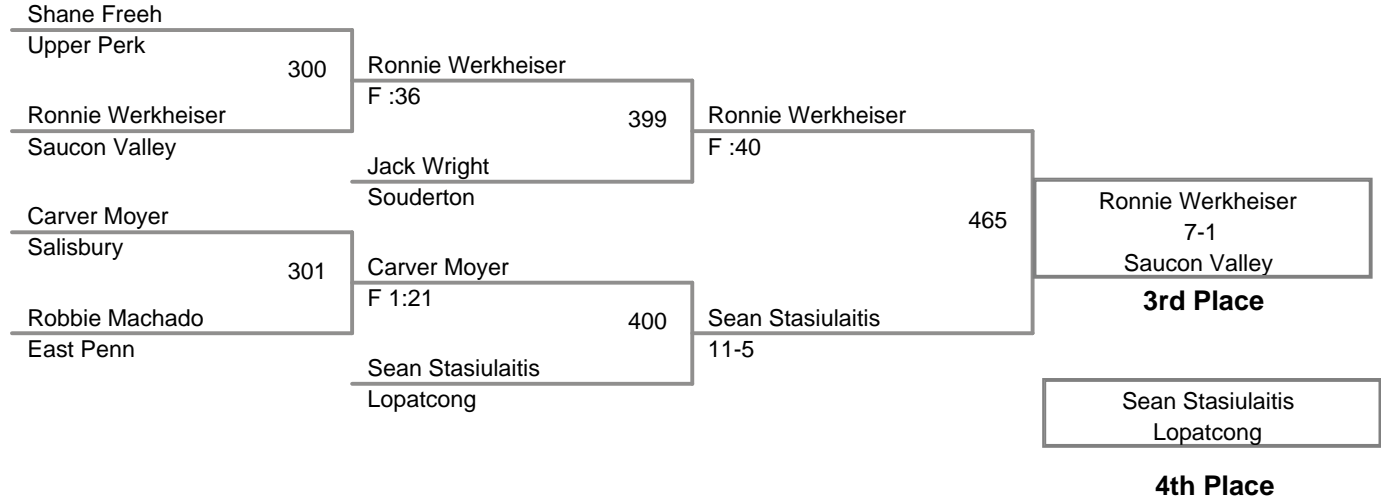 Shane Freeh
Upper Perk
300
Ronnie Werkheiser
F :36
Ronnie Werkheiser
Saucon Valley
399
Ronnie Werkheiser
F :40
Jack Wright
Souderton
Carver Moyer
Salisbury
301
Carver Moyer
F 1:21
Robbie Machado
East Penn
400
Sean Stasiulaitis
11-5
Sean Stasiulaitis
Lopatcong
465
Ronnie Werkheiser
7-1
Saucon Valley
3rd Place
Sean Stasiulaitis
Lopatcong
4th Place